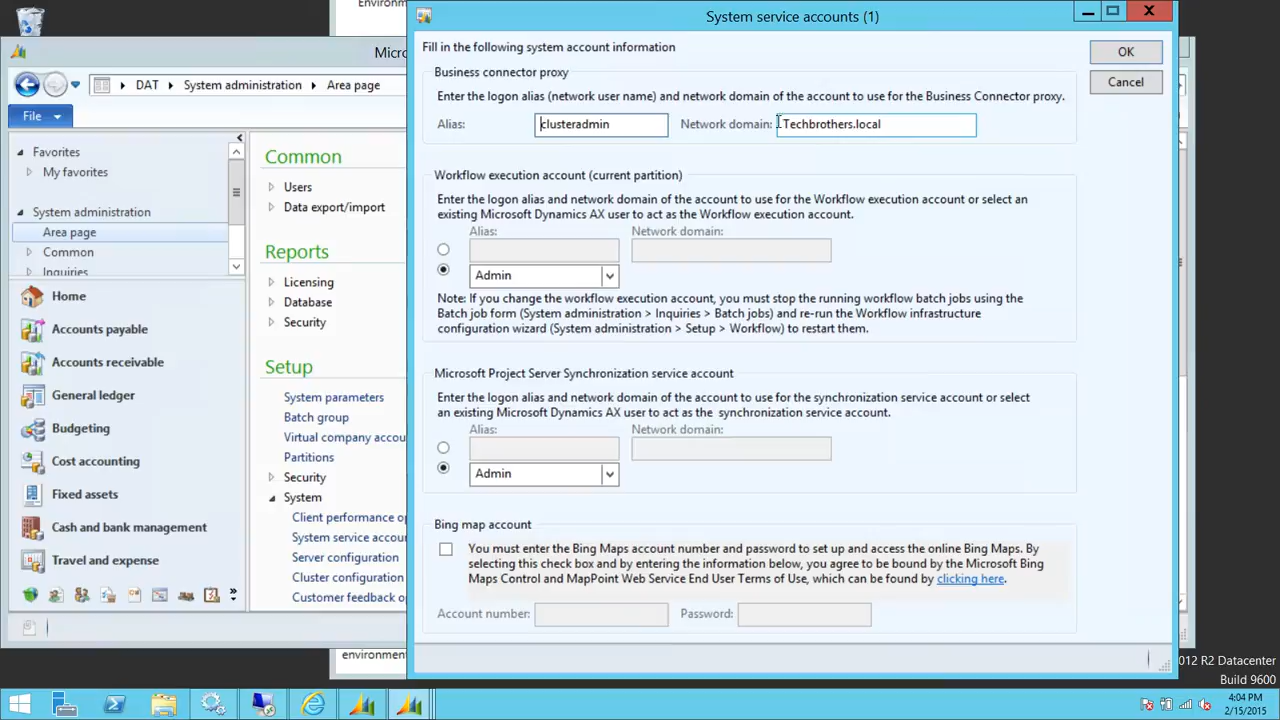 Environm
System service accounts (1)
Micro
DAT
System administration
Area page
File
Favorites
My favorites
System administration
Area page
Common
Inquiries
Home
Accounts payable
Accounts receivable
General ledger
Budgeting
Cost accounting
Fixed assets
Cash and bank management
Travel and expense
Common
Users
Data export/import
Reports
Licensing
Database
Security
Setup
System parameters
Batch group
Virtual company accou
Partitions
Security
System
Client performance op
System service accou
Server configuration
Cluster configuration
Customer feedback o
environment
Fill in the following system account information
OK
Cancel
Business connector proxy
Enter the logon alias (network user name) and network domain of the account to use for the Business Connector proxy.
Alias: clusteradmin Network domain: Techbrothers.local
Workflow execution account (current partition)
Enter the logon alias and network domain of the account to use for the Workflow execution account or select an
existing Microsoft Dynamics AX user to act as the Workflow execution account.
Alias: Network domain:
Admin
Note: If you change the workflow execution account, you must stop the running workflow batch jobs using the
Batch job form (System administration > Inquiries > Batch jobs) and re-run the Workflow infrastructure
configuration wizard (System administration > Setup > Workflow) to restart them.
Microsoft Project Server Synchronization service account
Enter the logon alias and network domain of the account to use for the synchronization service account or select
an existing Microsoft Dynamics AX user to act as the synchronization service account.
Alias: Network domain:
Admin
Bing map account
You must enter the Bing Maps account number and password to set up and access the online Bing Maps. By
selecting this check box and by entering the information below, you agree to be bound by the Microsoft Bing
Maps Control and MapPoint Web Service End User Terms of Use, which can be found by clicking here.
Account number: Password:
012 R2 Datacenter
Build 9600
4:04 PM
2/15/2015